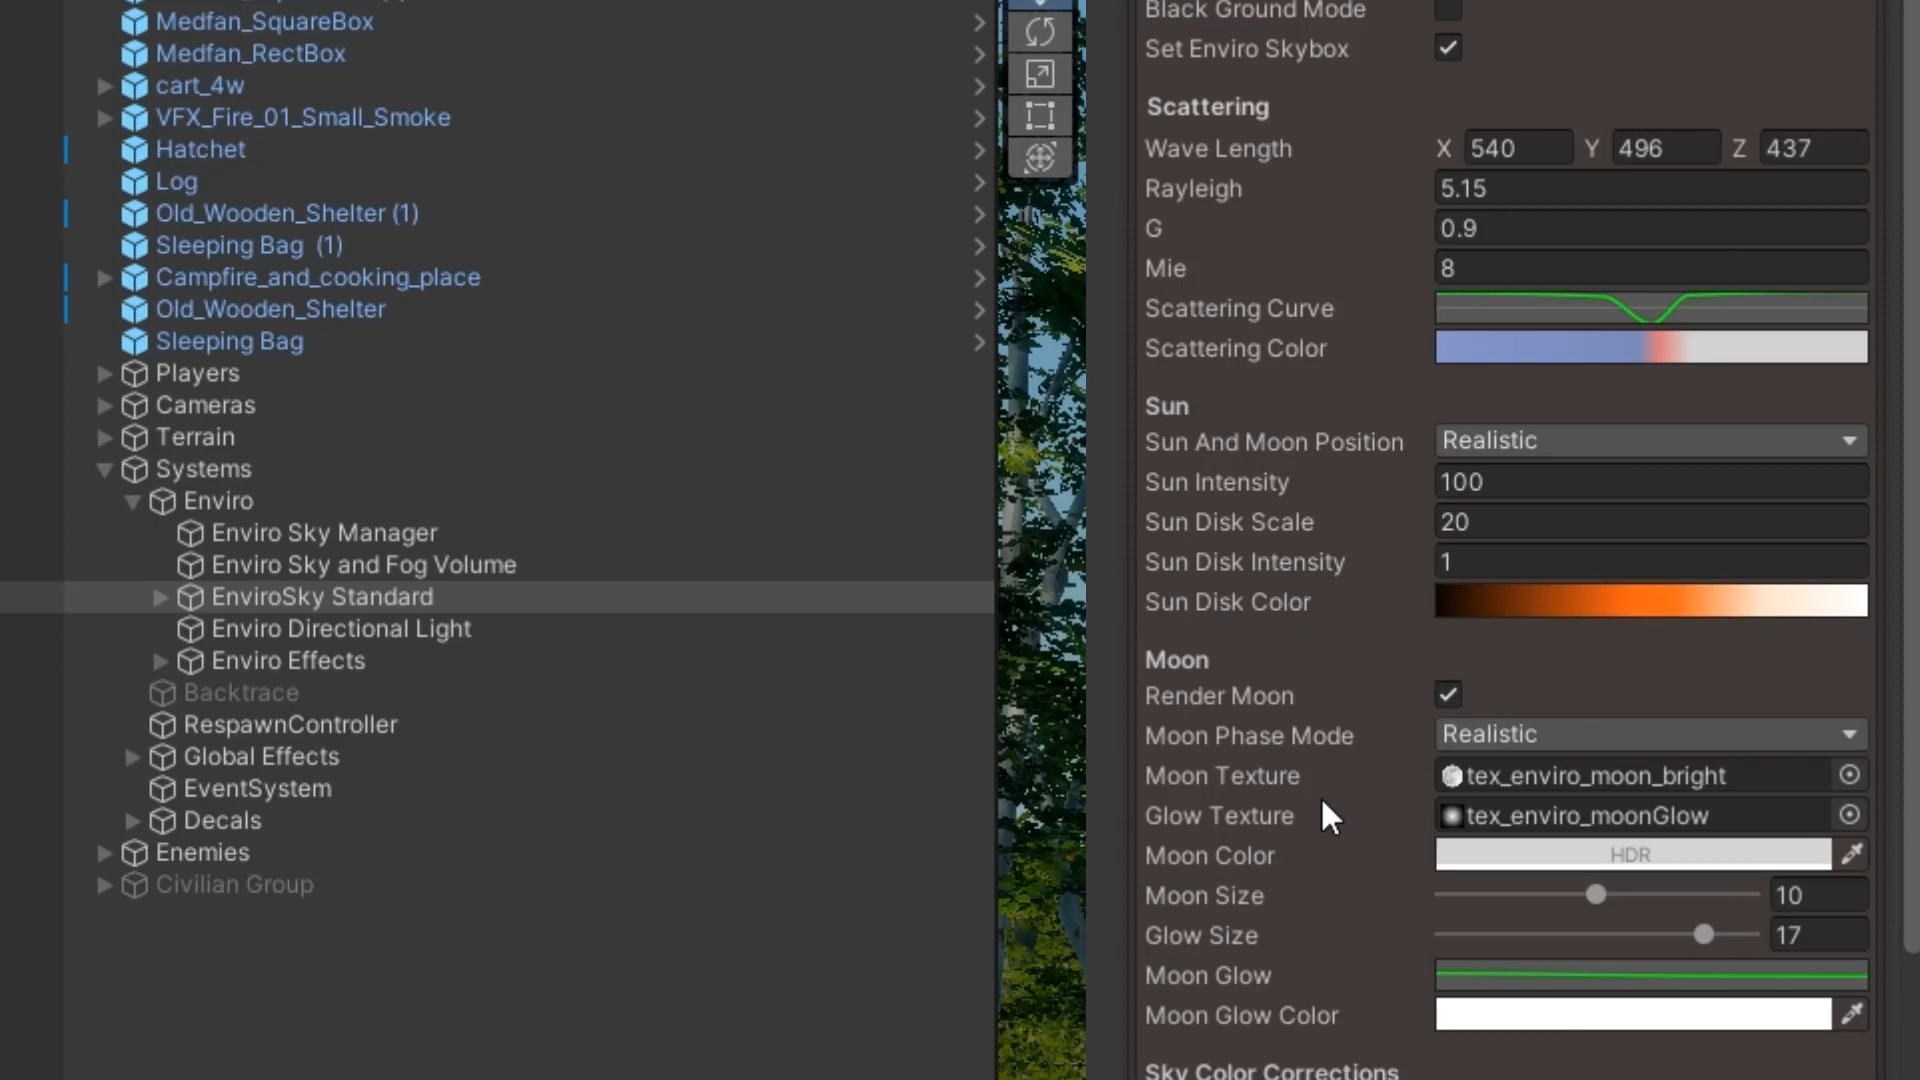 Medfan_SquareBox
Medfan_RectBox
cart_4w
VFX_Fire_01_Small_Smoke
Hatchet
Log
Old_Wooden_Shelter (1)
Sleeping Bag (1)
Campfire_and_cooking_place
Old_Wooden_Shelter
Sleeping Bag
Players
Cameras
Terrain
Systems
Enviro
Enviro Sky Manager
Enviro Sky and Fog Volume
EnviroSky Standard
Enviro Directional Light
Enviro Effects
Backtrace
RespawnController
Global Effects
EventSystem
Decals
Enemies
Civilian Group
Black Ground Mode
Set Enviro Skybox
Scattering
Wave Length X 540 Y 496 Z 437
Rayleigh 5.15
G 0.9
Mie 8
Scattering Curve
Scattering Color
Sun
Sun And Moon Position Realistic
Sun Intensity 100
Sun Disk Scale 20
Sun Disk Intensity 1
Sun Disk Color
Moon
Render Moon
Moon Phase Mode Realistic
Moon Texture tex_enviro_moon_bright
Glow Texture tex_enviro_moonGlow
Moon Color HDR
Moon Size 10
Glow Size 17
Moon Glow
Moon Glow Color
Sky Color Corrections